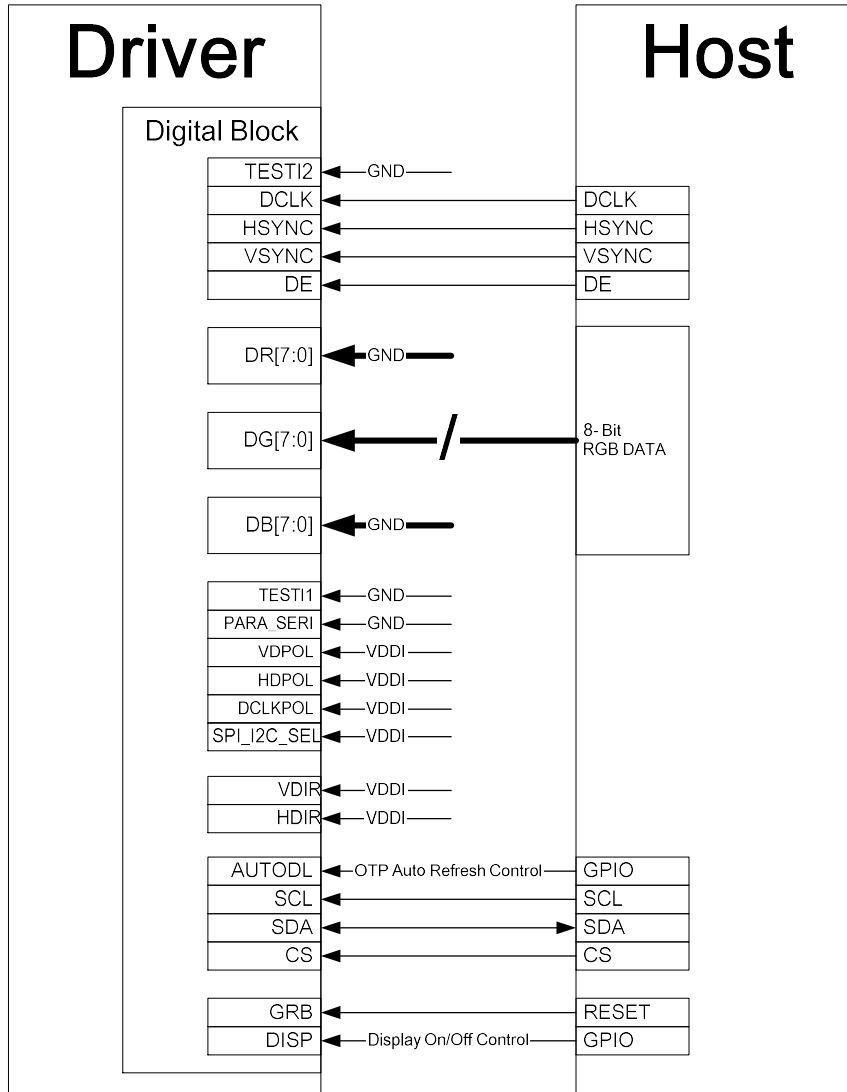 Driver
Host
Digital Block
TESTI2 GND
DCLK DCLK
HSYNC HSYNC
VSYNC VSYNC
DE DE
DR[7:0] GND
DG[7:0] / 8-Bit
RGB DATA
DB[7:0] GND
TESTI1 GND
PARA_SERI GND
VDPOL VDDI
HDPOL VDDI
DCLKPOL VDDI
SPI_I2C_SEL VDDI
VDIR VDDI
HDIR VDDI
AUTODL OTP Auto Refresh Control GPIO
SCL SCL
SDA SDA
CS CS
GRB RESET
DISP Display On/Off Control GPIO